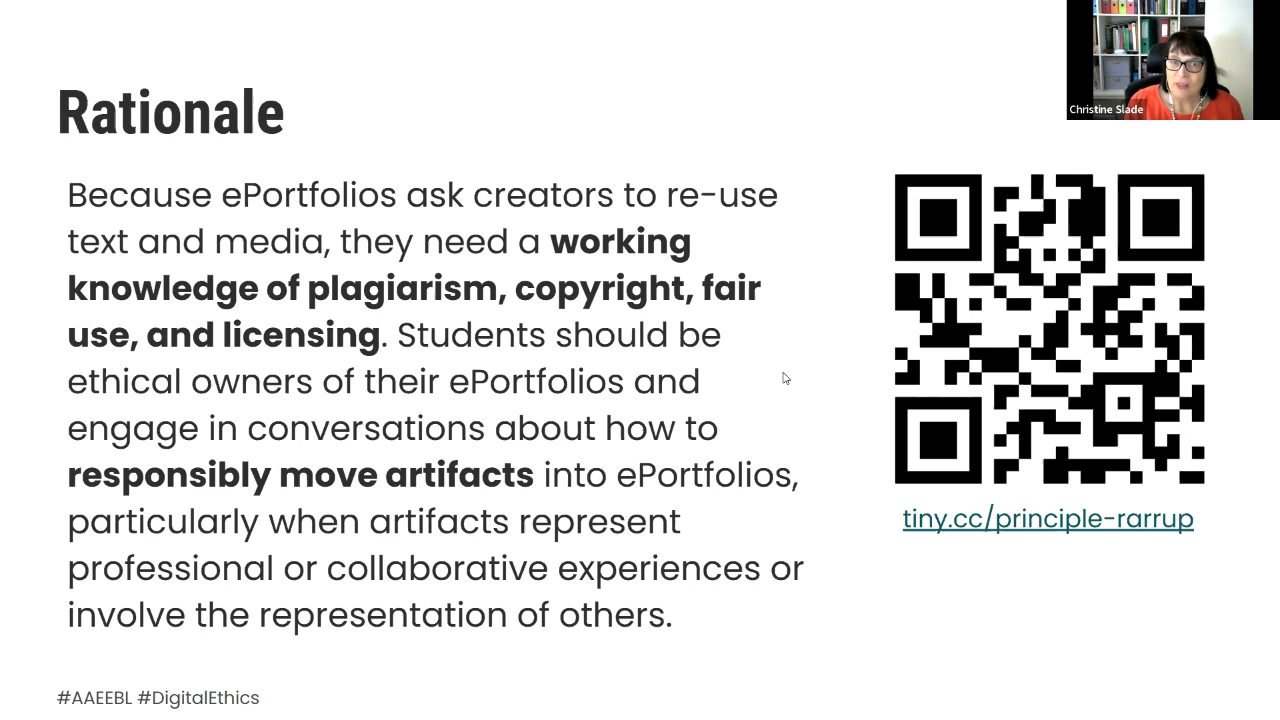 Christine Slade
Rationale
Because ePortfolios ask creators to re-use
text and media, they need a working
knowledge of plagiarism, copyright, fair
use, and licensing. Students should be
ethical owners of their ePortfolios and
engage in conversations about how to
responsibly move artifacts into ePortfolios,
particularly when artifacts represent
professional or collaborative experiences or
involve the representation of others.
tiny.cc/principle-rarrup
#AAEEBL #DigitalEthics